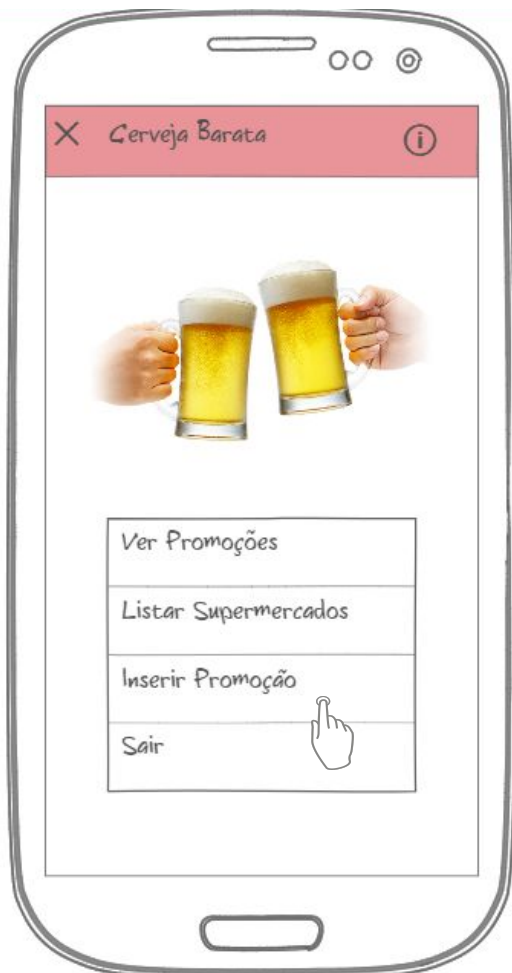 Cerveja Barata
Ver Promoções
Listar Supermercados
Inserir Promoção
Sair